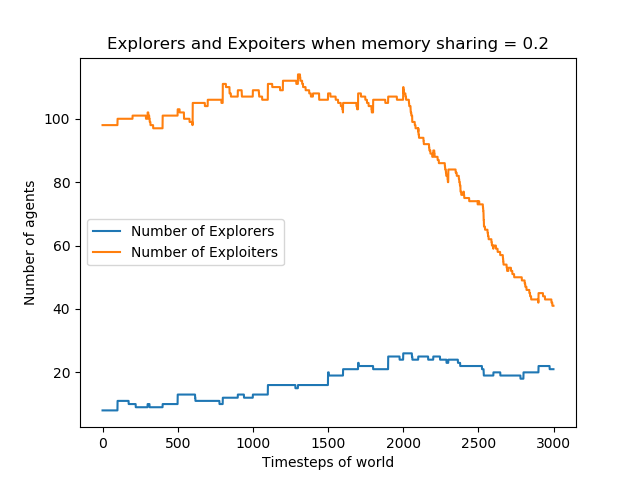 Explorers and Expoiters when memory sharing = 0.2
Number of agents
100
80
60
40
20
Number of Explorers
Number of Exploiters
0 500 1000 1500 2000 2500 3000
Timesteps of world